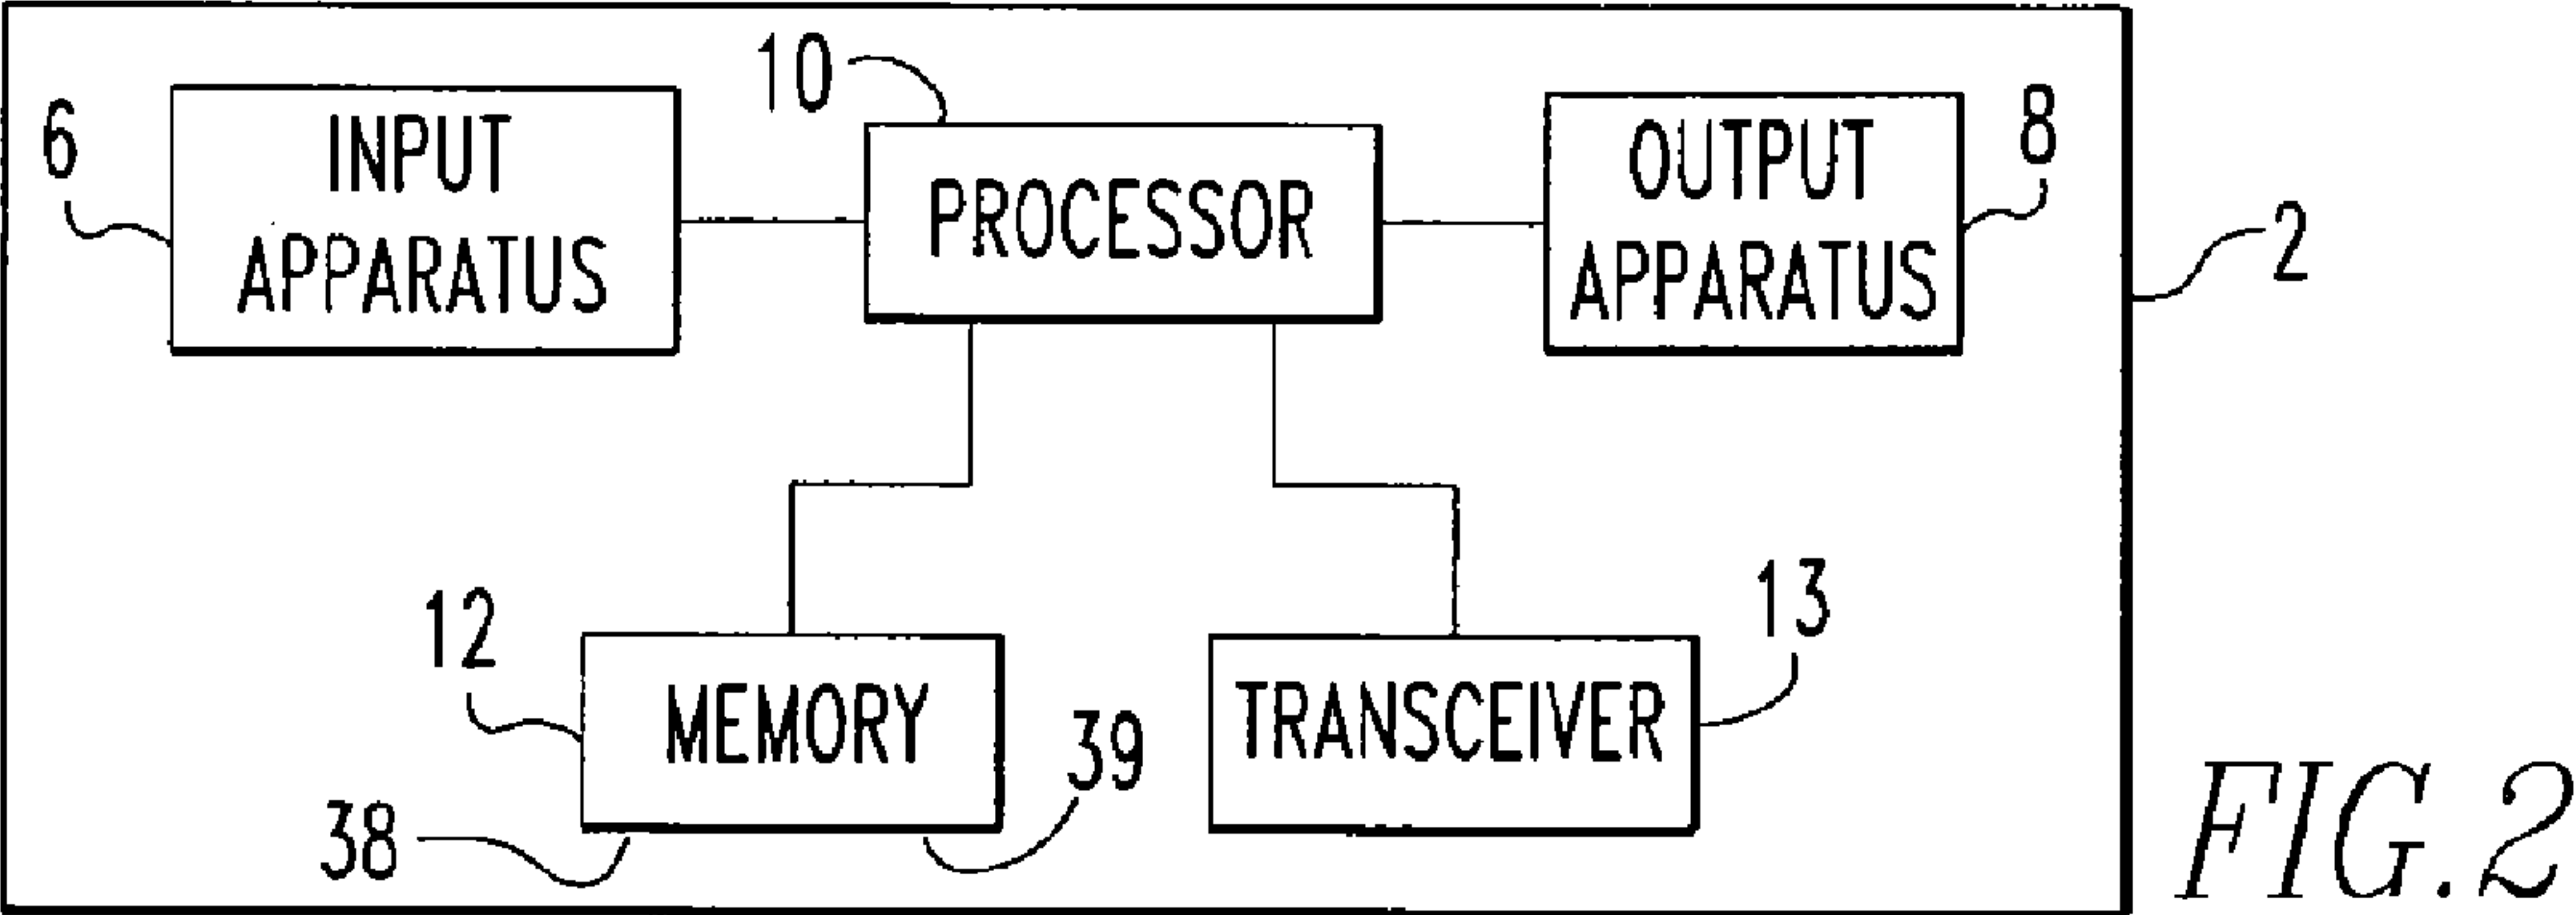 10
6
INPUT
APPARATUS
PROCESSOR
OUTPUT
APPARATUS
8
2
12
MEMORY
38
39
TRANSCEIVER
13
FIG.2